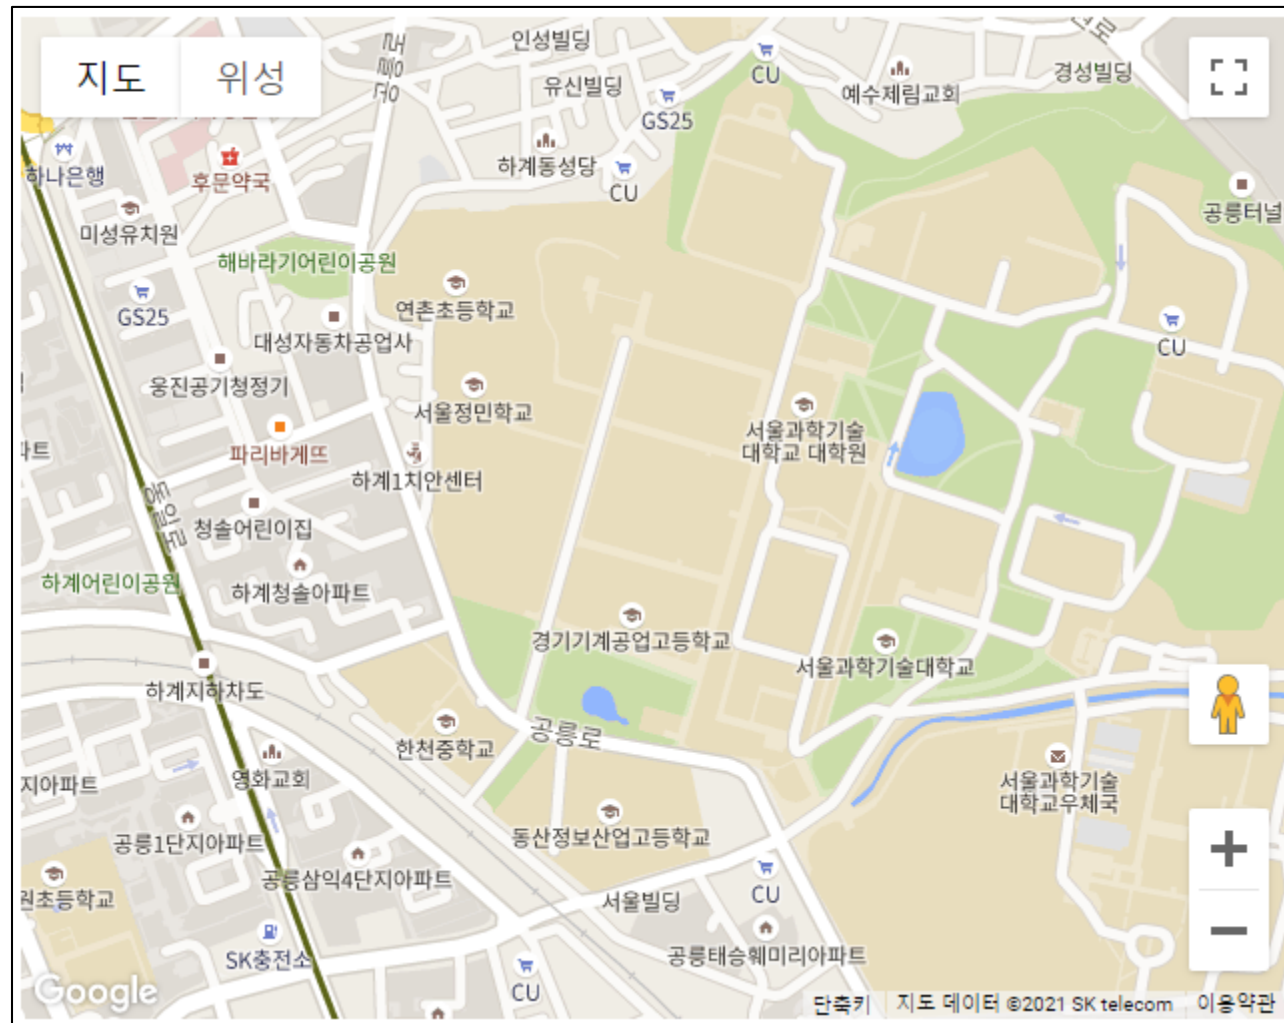 지도
위성
공릉로
인성빌딩
유신빌딩
CU
GS25
예수제림교회
경성빌딩
하나은행
후문약국
하계동성당
CU
미성유치원
공릉터널
해바라기어린이공원
GS25
연촌초등학교
대성자동차공업사
CU
웅진공기청정기
서울정민학교
서울과학기술
대학교 대학원
파트
파리바게뜨
하계1치안센터
동일로
청솔어린이집
하계어린이공원
하계청솔아파트
경기기계공업고등학교
서울과학기술대학교
하계지하차도
공릉로
한천중학교
지아파트
영화교회
서울과학기술
대학교우체국
공릉1단지아파트
동산정보산업고등학교
공릉삼익4단지아파트
원초등학교
서울빌딩
CU
SK충전소
공릉태승훼미리아파트
CU
Google
단축키
지도 데이터 ©2021 SK telecom
이용약관